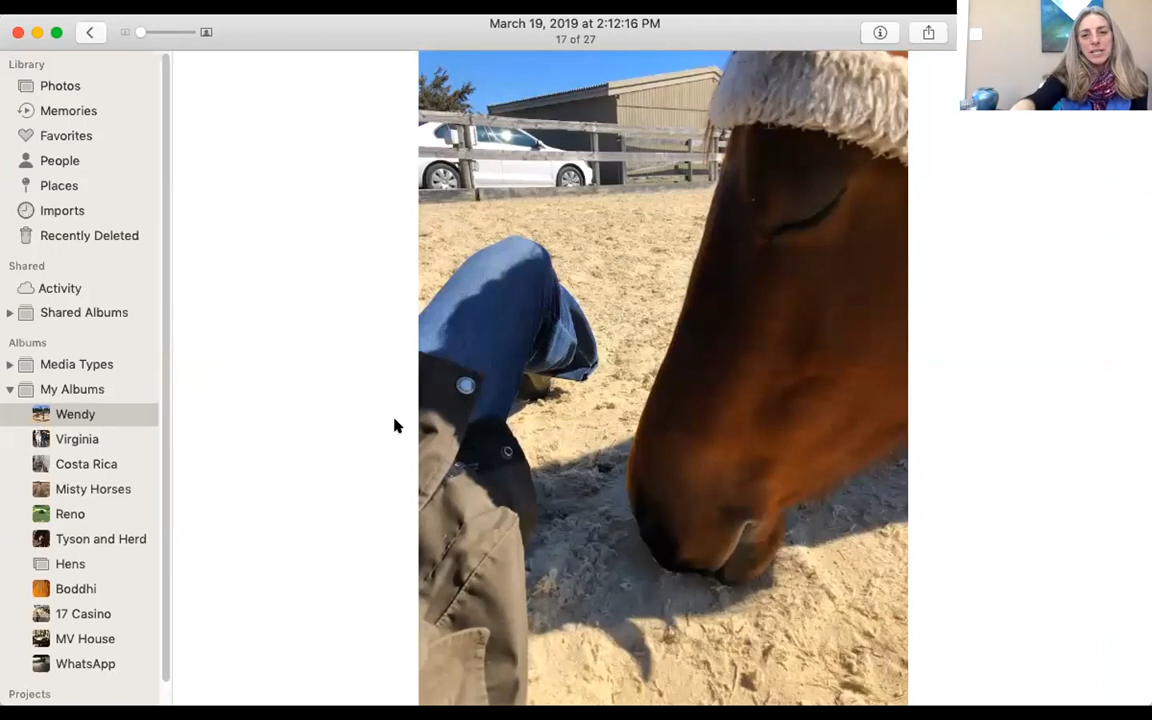 March 19, 2019 at 2:12:16 PM
17 of 27
Library
Photos
Memories
Favorites
People
Places
Imports
Recently Deleted
Shared
Activity
Shared Albums
Albums
Media Types
My Albums
Wendy
Virginia
Costa Rica
Misty Horses
Reno
Tyson and Herd
Hens
Boddhi
17 Casino
MV House
WhatsApp
Projects